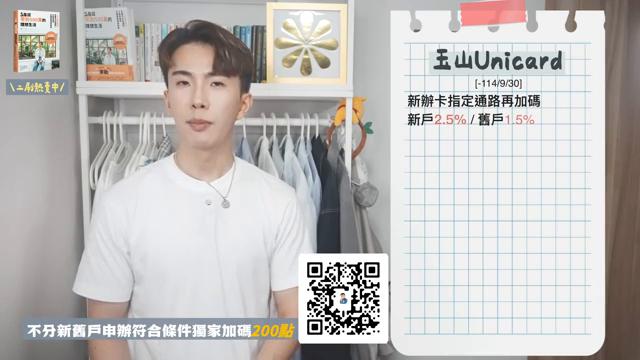 \二刷熱賣中/
玉山Unicard
[-114/9/30]
新辦卡指定通路再加碼
新戶2.5% / 舊戶1.5%
不分新舊戶申辦符合條件獨家加碼200點